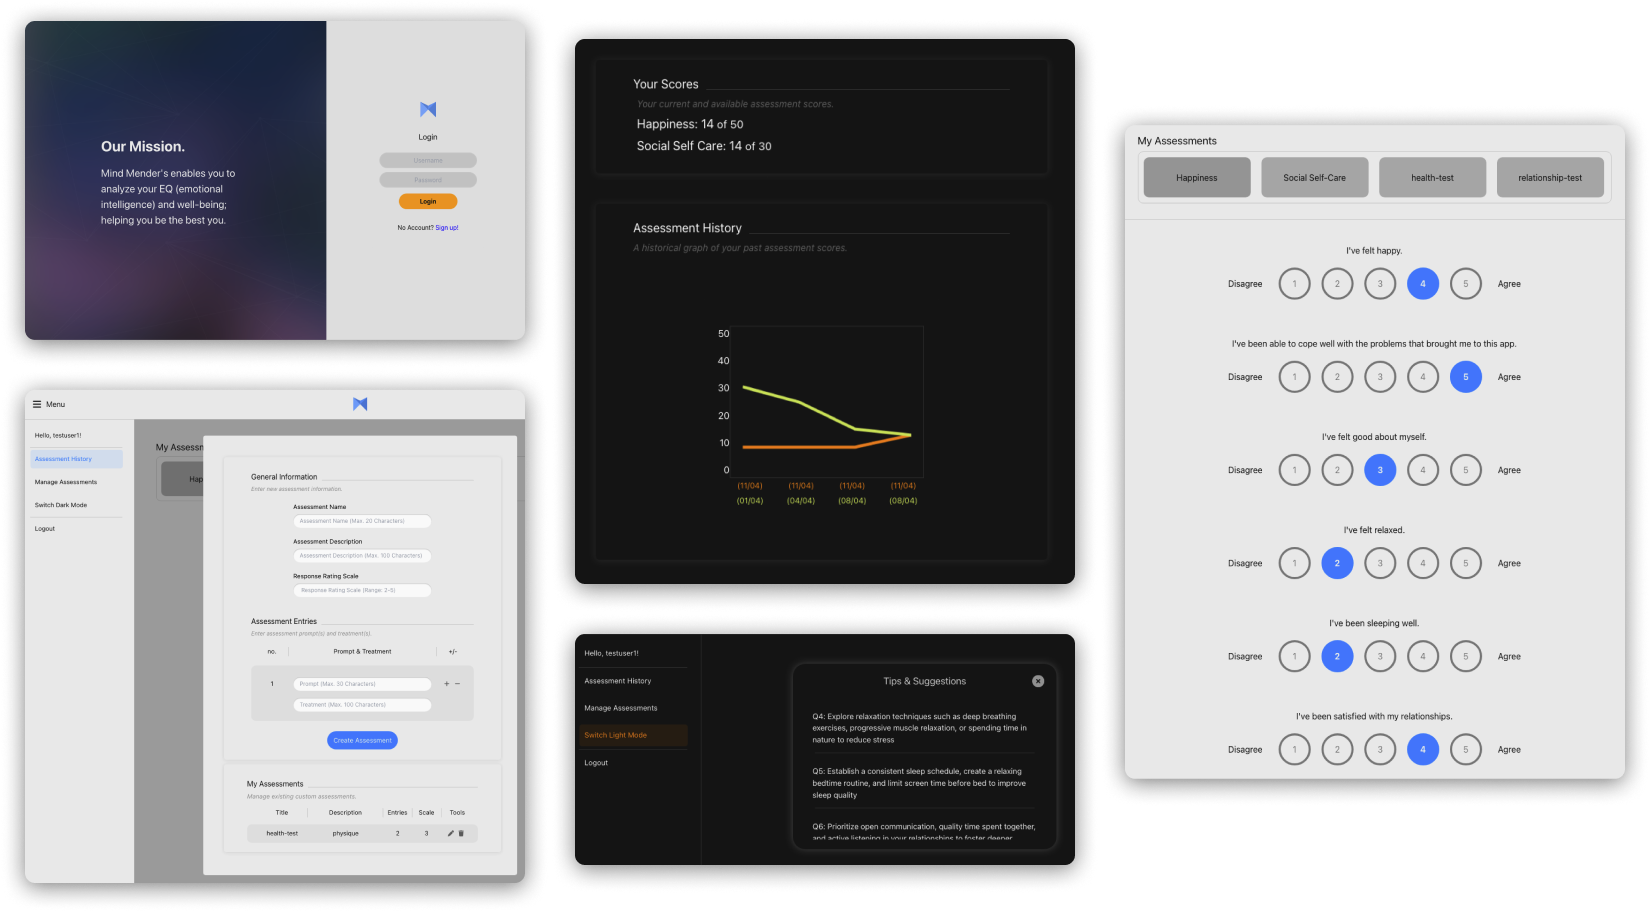 Our Mission.
Mind Mender's enables you to
analyze your EQ (emotional
intelligence) and well-being;
helping you be the best you.
Login
Username
Password
Login
No Account? Sign up!
Menu
Hello, testuser1!
Assessment History
Manage Assessments
Switch Dark Mode
Logout
My Assessn
Hap
General Information
Enter new assessment information.
Assessment Name
Assessment Name (Max. 20 Characters)
Assessment Description
Assessment Description (Max. 100 Characters)
Response Rating Scale
Response Rating Scale (Range: 2-5)
Assessment Entries
Enter assessment prompt(s) and treatment(s).
no. Prompt & Treatment +/-
1 Prompt (Max. 50 Characters) + −
Treatment (Max. 100 Characters)
Create Assessment
My Assessments
Manage existing custom assessments.
Title Description Entries Scale Tools
health-test physique 2 3
Your Scores
Your current and available assessment scores.
Happiness: 14 of 50
Social Self Care: 14 of 30
Assessment History
A historical graph of your past assessment scores.
50
40
30
20
10
0
(11/04) (11/04) (11/04) (11/04)
(01/04) (04/04) (08/04) (08/04)
Hello, testuser1!
Assessment History
Manage Assessments
Switch Light Mode
Logout
Tips & Suggestions
Q4: Explore relaxation techniques such as deep breathing
exercises, progressive muscle relaxation, or spending time in
nature to reduce stress
Q5: Establish a consistent sleep schedule, create a relaxing
bedtime routine, and limit screen time before bed to improve
sleep quality
Q6: Prioritize open communication, quality time spent together,
and active listening in your relationships to foster deeper
My Assessments
Happiness Social Self-Care health-test relationship-test
I've felt happy.
Disagree 1 2 3 4 5 Agree
I've been able to cope well with the problems that brought me to this app.
Disagree 1 2 3 4 5 Agree
I've felt good about myself.
Disagree 1 2 3 4 5 Agree
I've felt relaxed.
Disagree 1 2 3 4 5 Agree
I've been sleeping well.
Disagree 1 2 3 4 5 Agree
I've been satisfied with my relationships.
Disagree 1 2 3 4 5 Agree